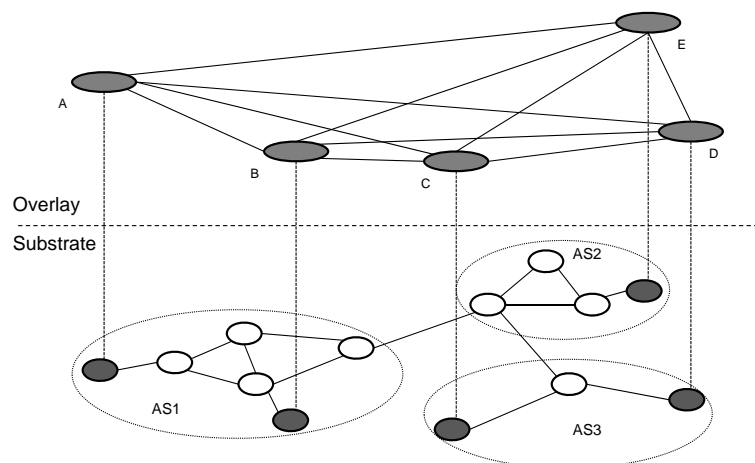 E
A
D
B
C
Overlay
Substrate
AS2
AS1
AS3